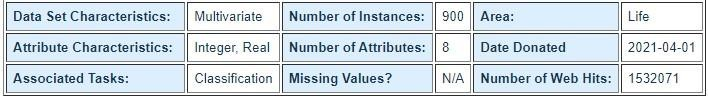 Data Set Characteristics: Multivariate Number of Instances: 900 Area: Life
Attribute Characteristics: Integer, Real Number of Attributes: 8 Date Donated 2021-04-01
Associated Tasks: Classification Missing Values? N/A Number of Web Hits: 1532071